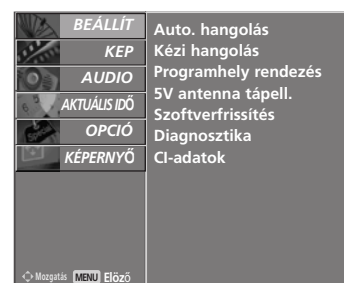 BEÁLLÍT
KEP
AUDIO
AKTUÁLIS IDŐ
OPCIÓ
KÉPERNYŐ
Auto. hangolás
Kézi hangolás
Programhely rendezés
5V antenna tápell.
Szoftverfrissítés
Diagnosztika
CI-adatok
Mozgatás MENU Előző